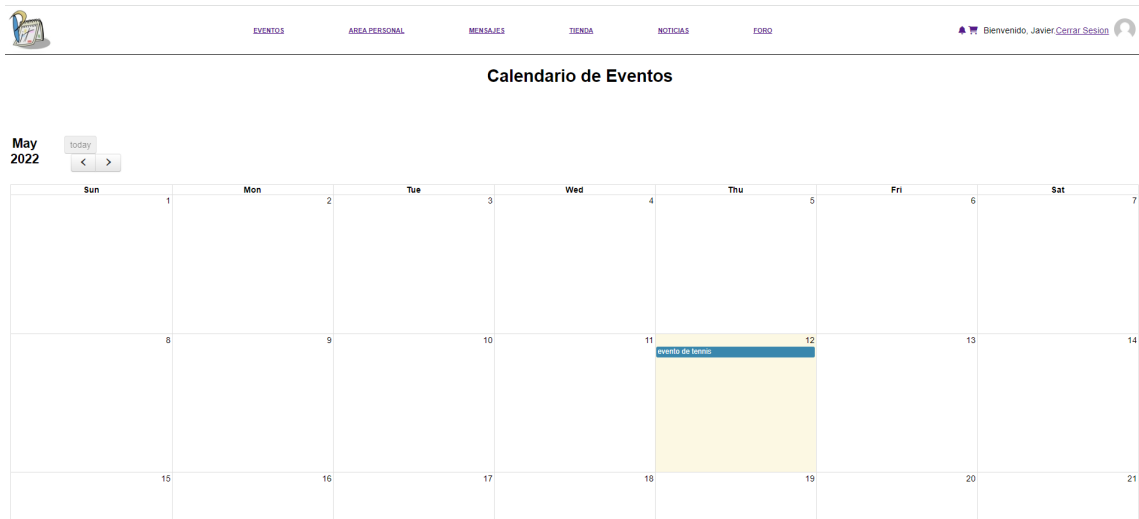 EVENTOS AREA PERSONAL MENSAJES TIENDA NOTICIAS FORO Bienvenido, Javier.Cerrar Sesion
Calendario de Eventos
May 2022
today
Sun Mon Tue Wed Thu Fri Sat
1 2 3 4 5 6 7
8 9 10 11 12 13 14
evento de tennis
15 16 17 18 19 20 21